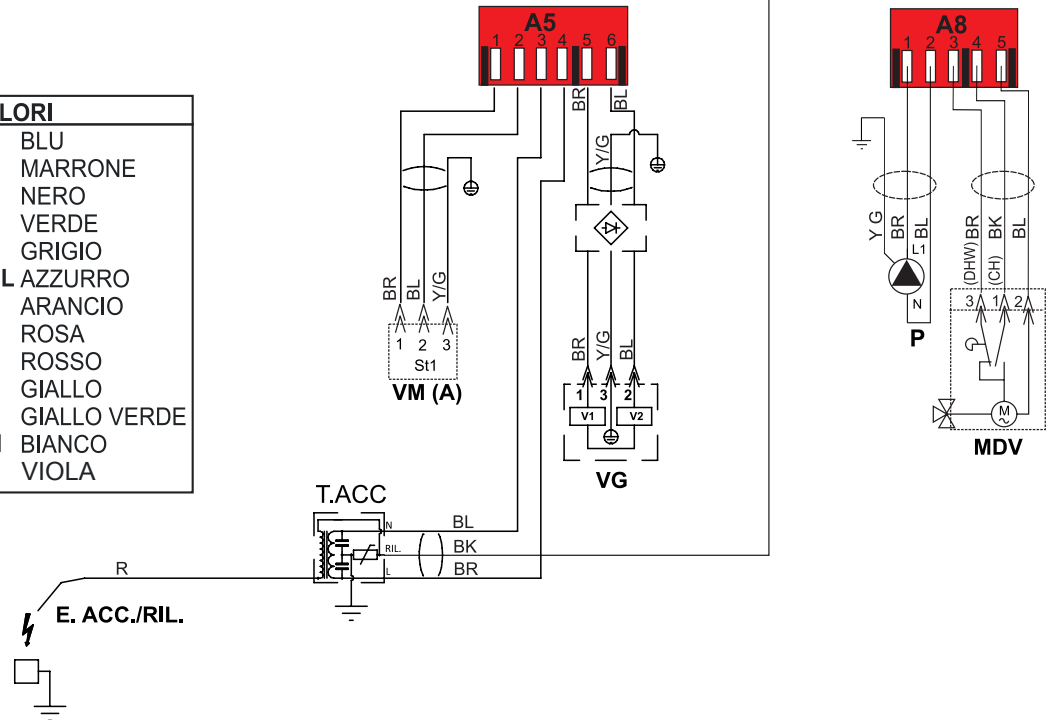 A5
1 2 3 4 5 6
BR
BL
A8
1 2 3 4 5
LORI
BLU
MARRONE
NERO
VERDE
GRIGIO
L AZZURRO
ARANCIO
ROSA
ROSSO
GIALLO
GIALLO VERDE
BIANCO
VIOLA
Y/G
BR
BL
Y/G
1 2 3
St1
VM (A)
BR
Y/G
BL
1 3 2
V1
V2
VG
Y G
BR
BL
L1
N
P
(DHW) BR
(CH) BK
BL
3 1 2
M
MDV
T.ACC
N
RIL.
L
BL
BK
BR
R
E. ACC./RIL.